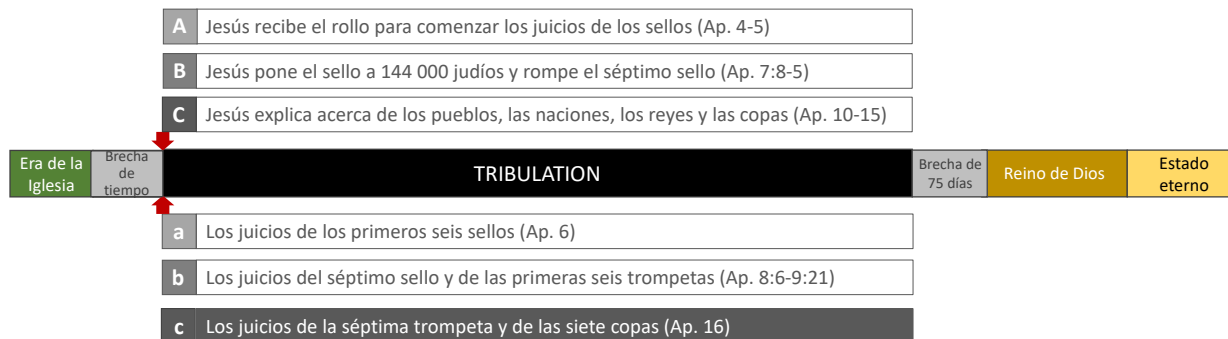 A Jesús recibe el rollo para comenzar los juicios de los sellos (Ap. 4-5)
B Jesús pone el sello a 144 000 judíos y rompe el séptimo sello (Ap. 7:8-5)
C Jesús explica acerca de los pueblos, las naciones, los reyes y las copas (Ap. 10-15)
Era de la
Iglesia
Brecha
de
tiempo
TRIBULATION
Brecha de
75 días
Reino de Dios
Estado
eterno
a Los juicios de los primeros seis sellos (Ap. 6)
b Los juicios del séptimo sello y de las primeras seis trompetas (Ap. 8:6-9:21)
c Los juicios de la séptima trompeta y de las siete copas (Ap. 16)